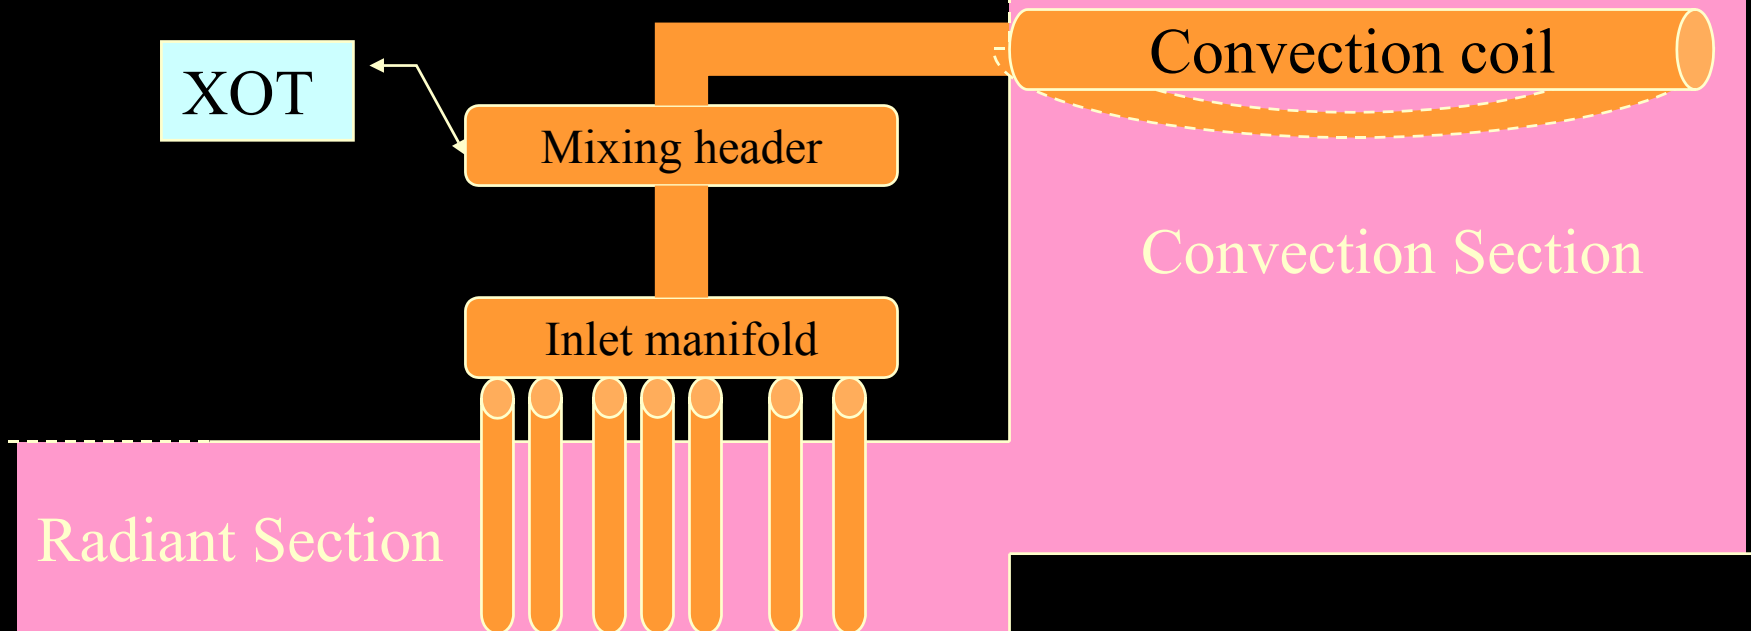 Convection coil
XOT
Mixing header
Convection Section
Inlet manifold
Radiant Section